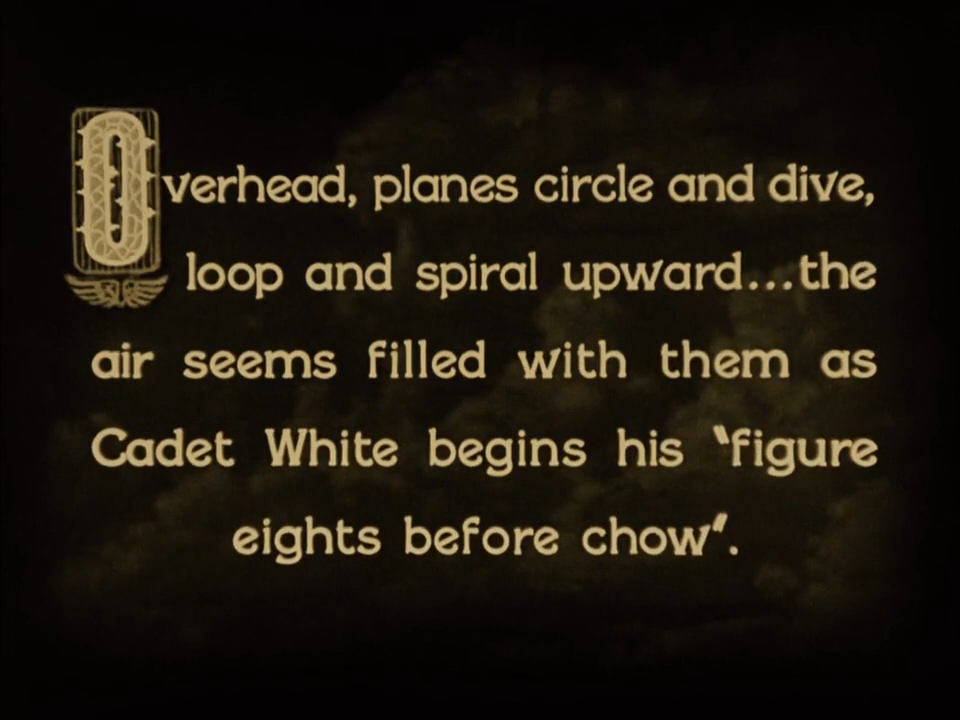 Overhead, planes circle and dive,
loop and spiral upward...the
air seems filled with them as
Cadet White begins his "figure
eights before chow".